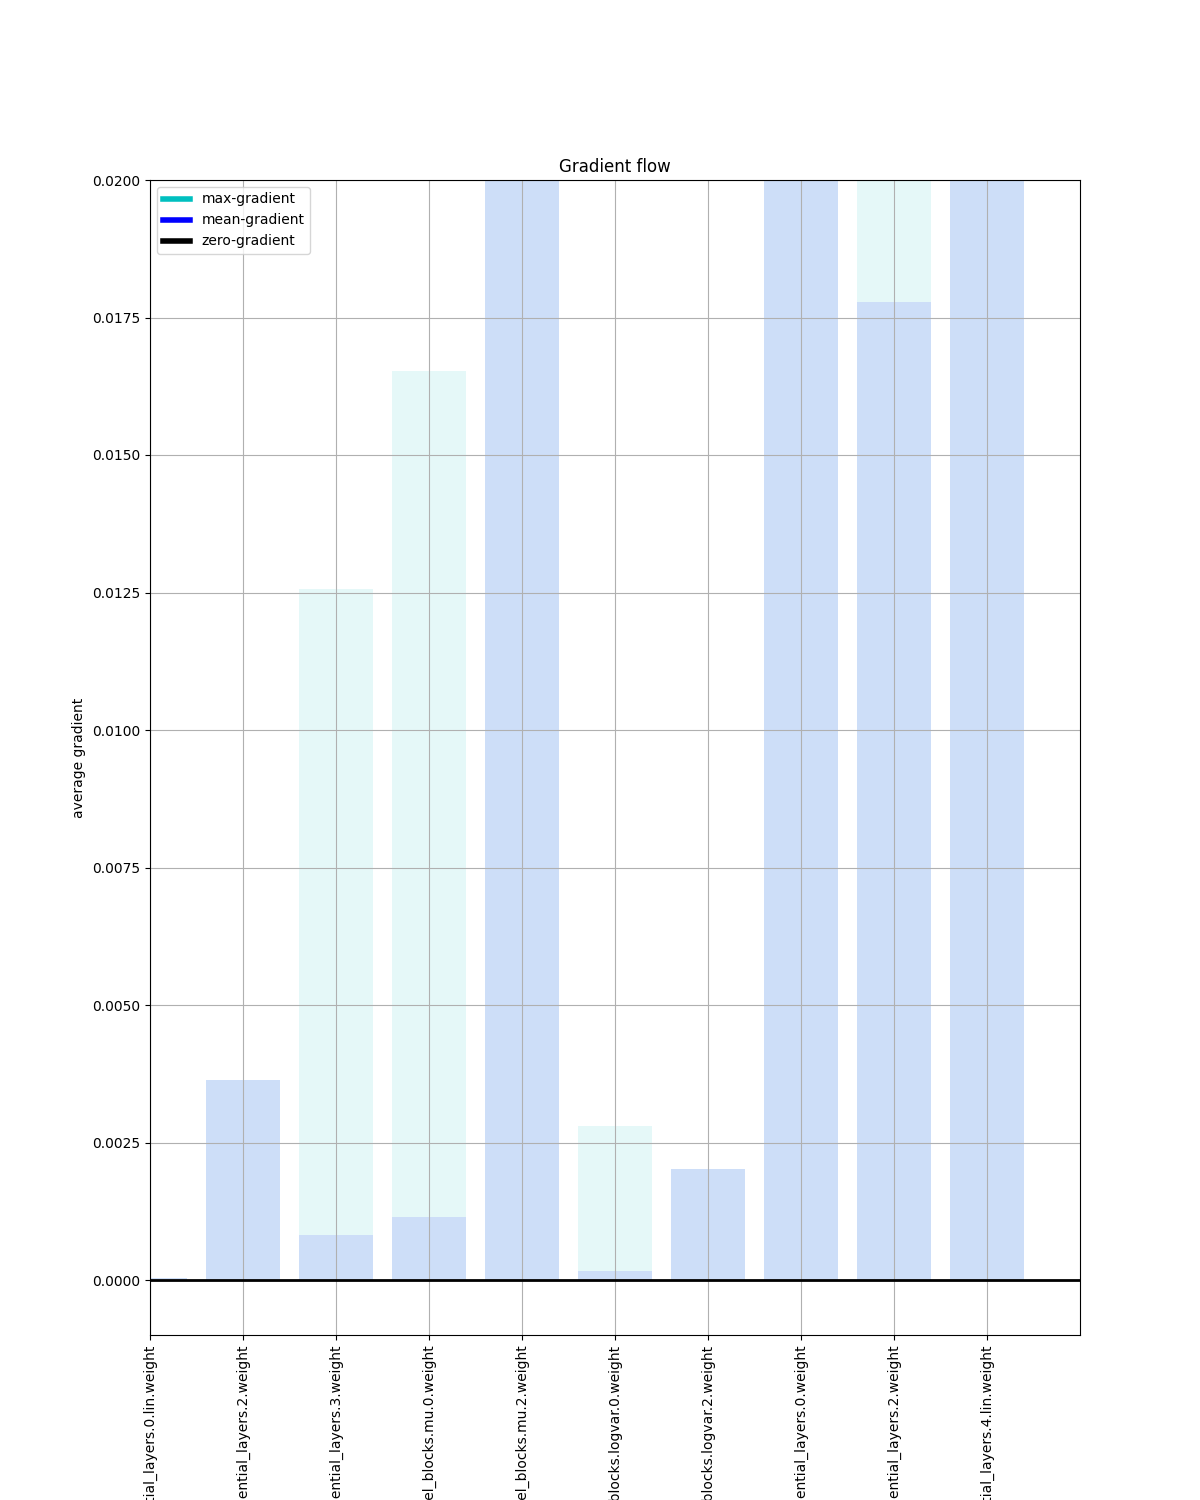 Gradient flow
max-gradient
mean-gradient
zero-gradient
0.0200
0.0175
0.0150
0.0125
0.0100
0.0075
0.0050
0.0025
0.0000
average gradient
tial_layers.0.lin.weight
ential_layers.2.weight
ential_layers.3.weight
el_blocks.mu.0.weight
el_blocks.mu.2.weight
blocks.logvar.0.weight
blocks.logvar.2.weight
ential_layers.0.weight
ential_layers.2.weight
tial_layers.4.lin.weight